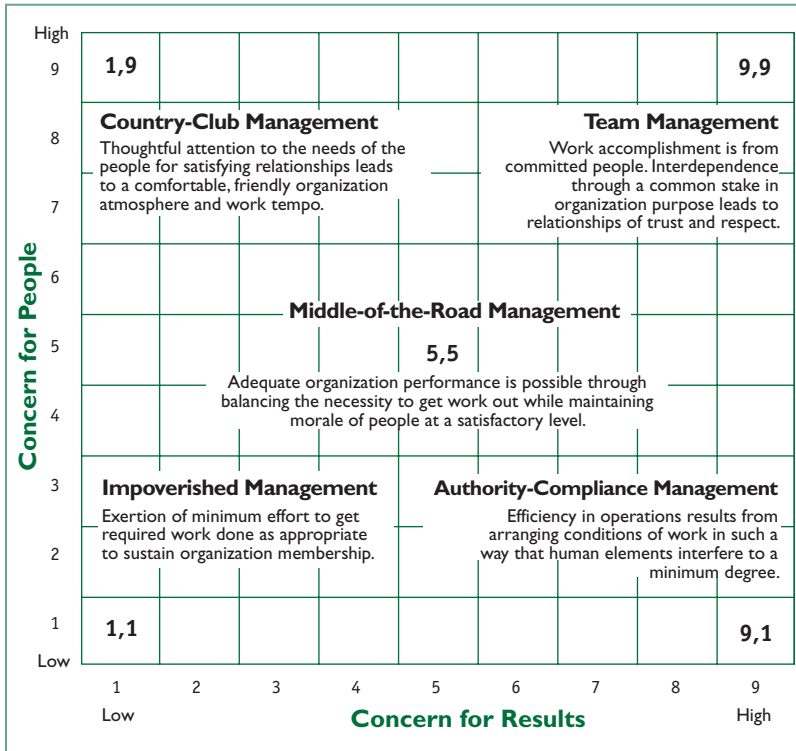 High
9
1,9
9,9
8
Country-Club Management
Thoughtful attention to the needs of the
people for satisfying relationships leads
to a comfortable, friendly organization
atmosphere and work tempo.
Team Management
Work accomplishment is from
committed people. Interdependence
through a common stake in
organization purpose leads to
relationships of trust and respect.
7
6
Concern for People
Middle-of-the-Road Management
5
5,5
Adequate organization performance is possible through
balancing the necessity to get work out while maintaining
morale of people at a satisfactory level.
4
3
Impoverished Management
Exertion of minimum effort to get
required work done as appropriate
to sustain organization membership.
Authority-Compliance Management
Efficiency in operations results from
arranging conditions of work in such a
way that human elements interfere to a
minimum degree.
2
1
1,1
9,1
Low
1 2 3 4 5 6 7 8 9
Low
High
Concern for Results